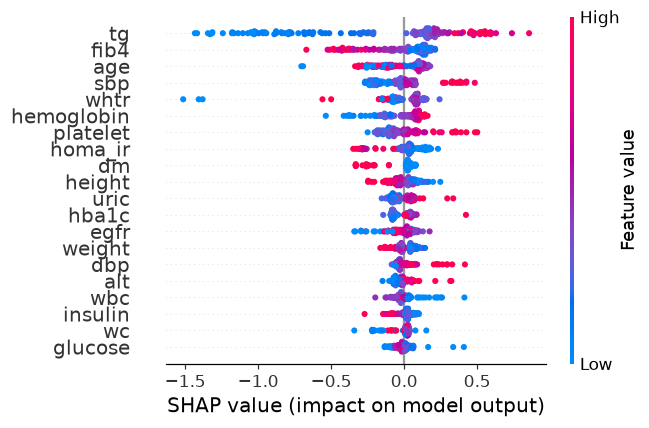 High
tg
fib4
age
sbp
whtr
hemoglobin
platelet
homa_ir
dm
height
uric
hba1c
egfr
weight
dbp
alt
wbc
insulin
wc
glucose
Feature value
Low
−1.5 −1.0 −0.5 0.0 0.5
SHAP value (impact on model output)